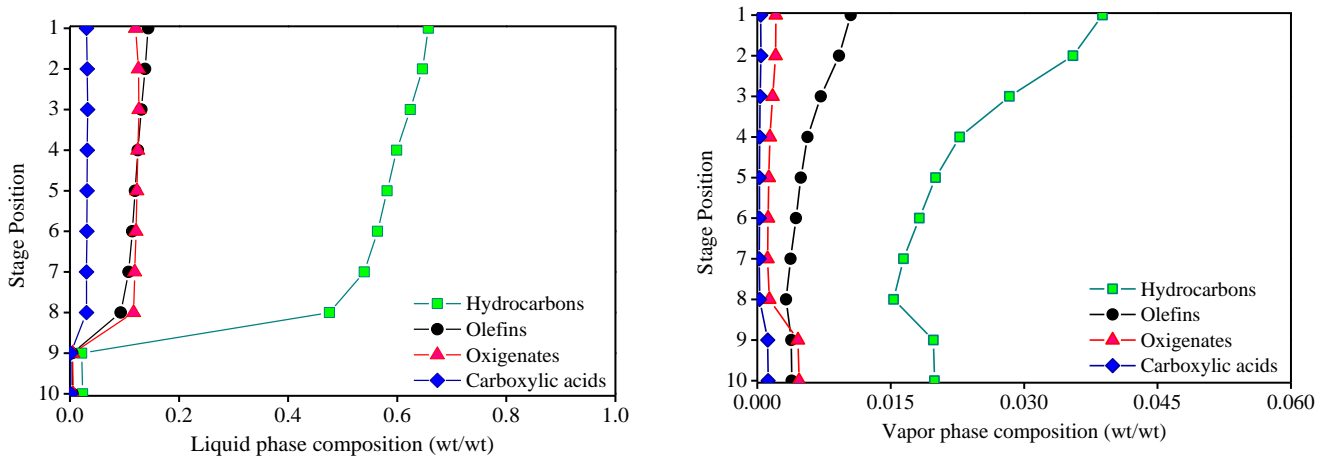 1
2
3
4
5
6
7
8
9
10
Stage Position
Hydrocarbons
Olefins
Oxigenates
Carboxylic acids
0.0 0.2 0.4 0.6 0.8 1.0
Liquid phase composition (wt/wt)
1
2
3
4
5
6
7
8
9
10
Stage Position
Hydrocarbons
Olefins
Oxigenates
Carboxylic acids
0.000 0.015 0.030 0.045 0.060
Vapor phase composition (wt/wt)